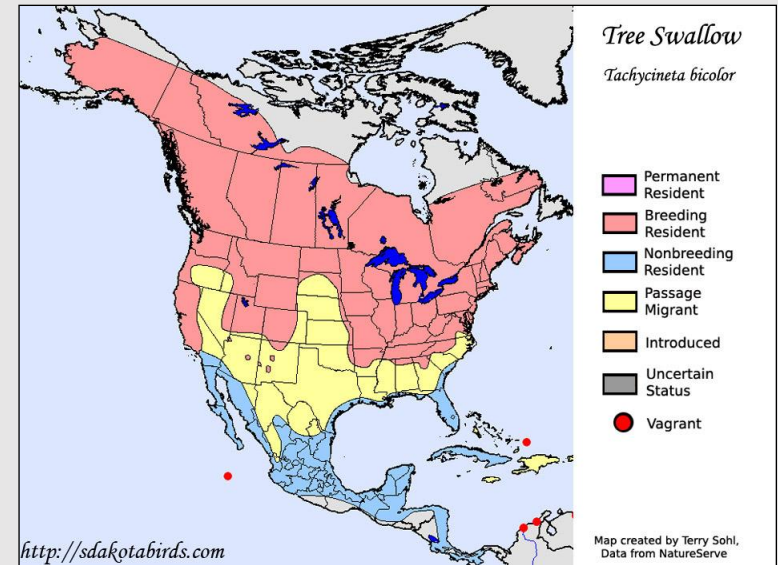 Tree Swallow
Tachycineta bicolor
Permanent
Resident
Breeding
Resident
Nonbreeding
Resident
Passage
Migrant
Introduced
Uncertain
Status
Vagrant
Map created by Terry Sohl,
Data from NatureServe
http://sdakotabirds.com